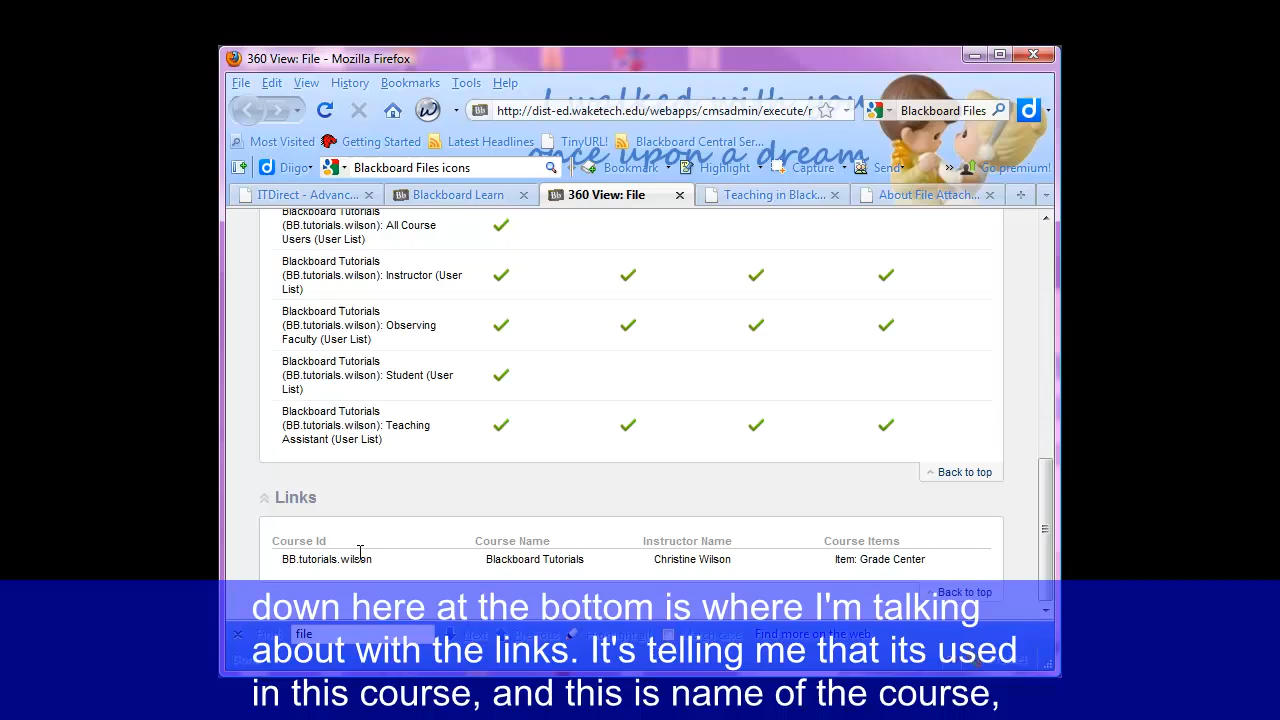 360 View: File - Mozilla Firefox
File Edit View History Bookmarks Tools Help
I walked with you
http://dist-ed.waketech.edu/webapps/cmsadmin/execute/r
Blackboard Files
Most Visited Getting Started Latest Headlines TinyURL! Blackboard Central Ser...
once upon a dream
Diigo Blackboard Files icons Bookmark Highlight Capture Send Go premium!
ITDirect - Advanc... Blackboard Learn 360 View: File Teaching in Black... About File Attach...
Blackboard Tutorials
(BB.tutorials.wilson): All Course
Users (User List)
Blackboard Tutorials
(BB.tutorials.wilson): Instructor (User
List)
Blackboard Tutorials
(BB.tutorials.wilson): Observing
Faculty (User List)
Blackboard Tutorials
(BB.tutorials.wilson): Student (User
List)
Blackboard Tutorials
(BB.tutorials.wilson): Teaching
Assistant (User List)
Back to top
Links
Course Id Course Name Instructor Name Course Items
BB.tutorials.wilson Blackboard Tutorials Christine Wilson Item: Grade Center
Back to top
down here at the bottom is where I'm talking
file Find more on the web
about with the links. It's telling me that its used
in this course, and this is name of the course,